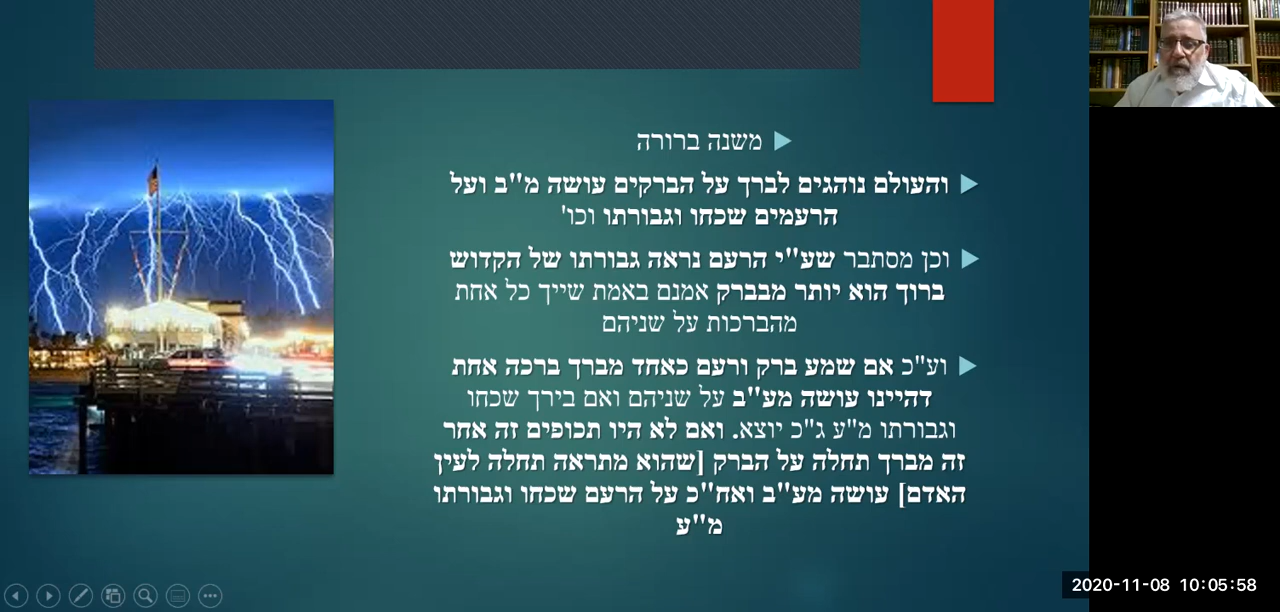 משנה ברורה
והעולם נוהגים לברך על הברקים עושה מ"ב ועל
הרעמים שכחו וגבורתו וכו'
וכן מסתבר שע"י הרעם נראה גבורתו של הקדוש
ברוך הוא יותר מבברק אמנם באמת שייך כל אחת
מהברכות על שניהם
וע"כ אם שמע ברק ורעם כאחד מברך ברכה אחת
דהיינו עושה מע"ב על שניהם ואם בירך שכחו
וגבורתו מ"ע ג"כ יוצא. ואם לא היו תכופים זה אחר
זה מברך תחלה על הברק [שהוא מתראה תחלה לעין
האדם] עושה מע"ב ואח"כ על הרעם שכחו וגבורתו
מ"ע
2020-11-08 10:05:58